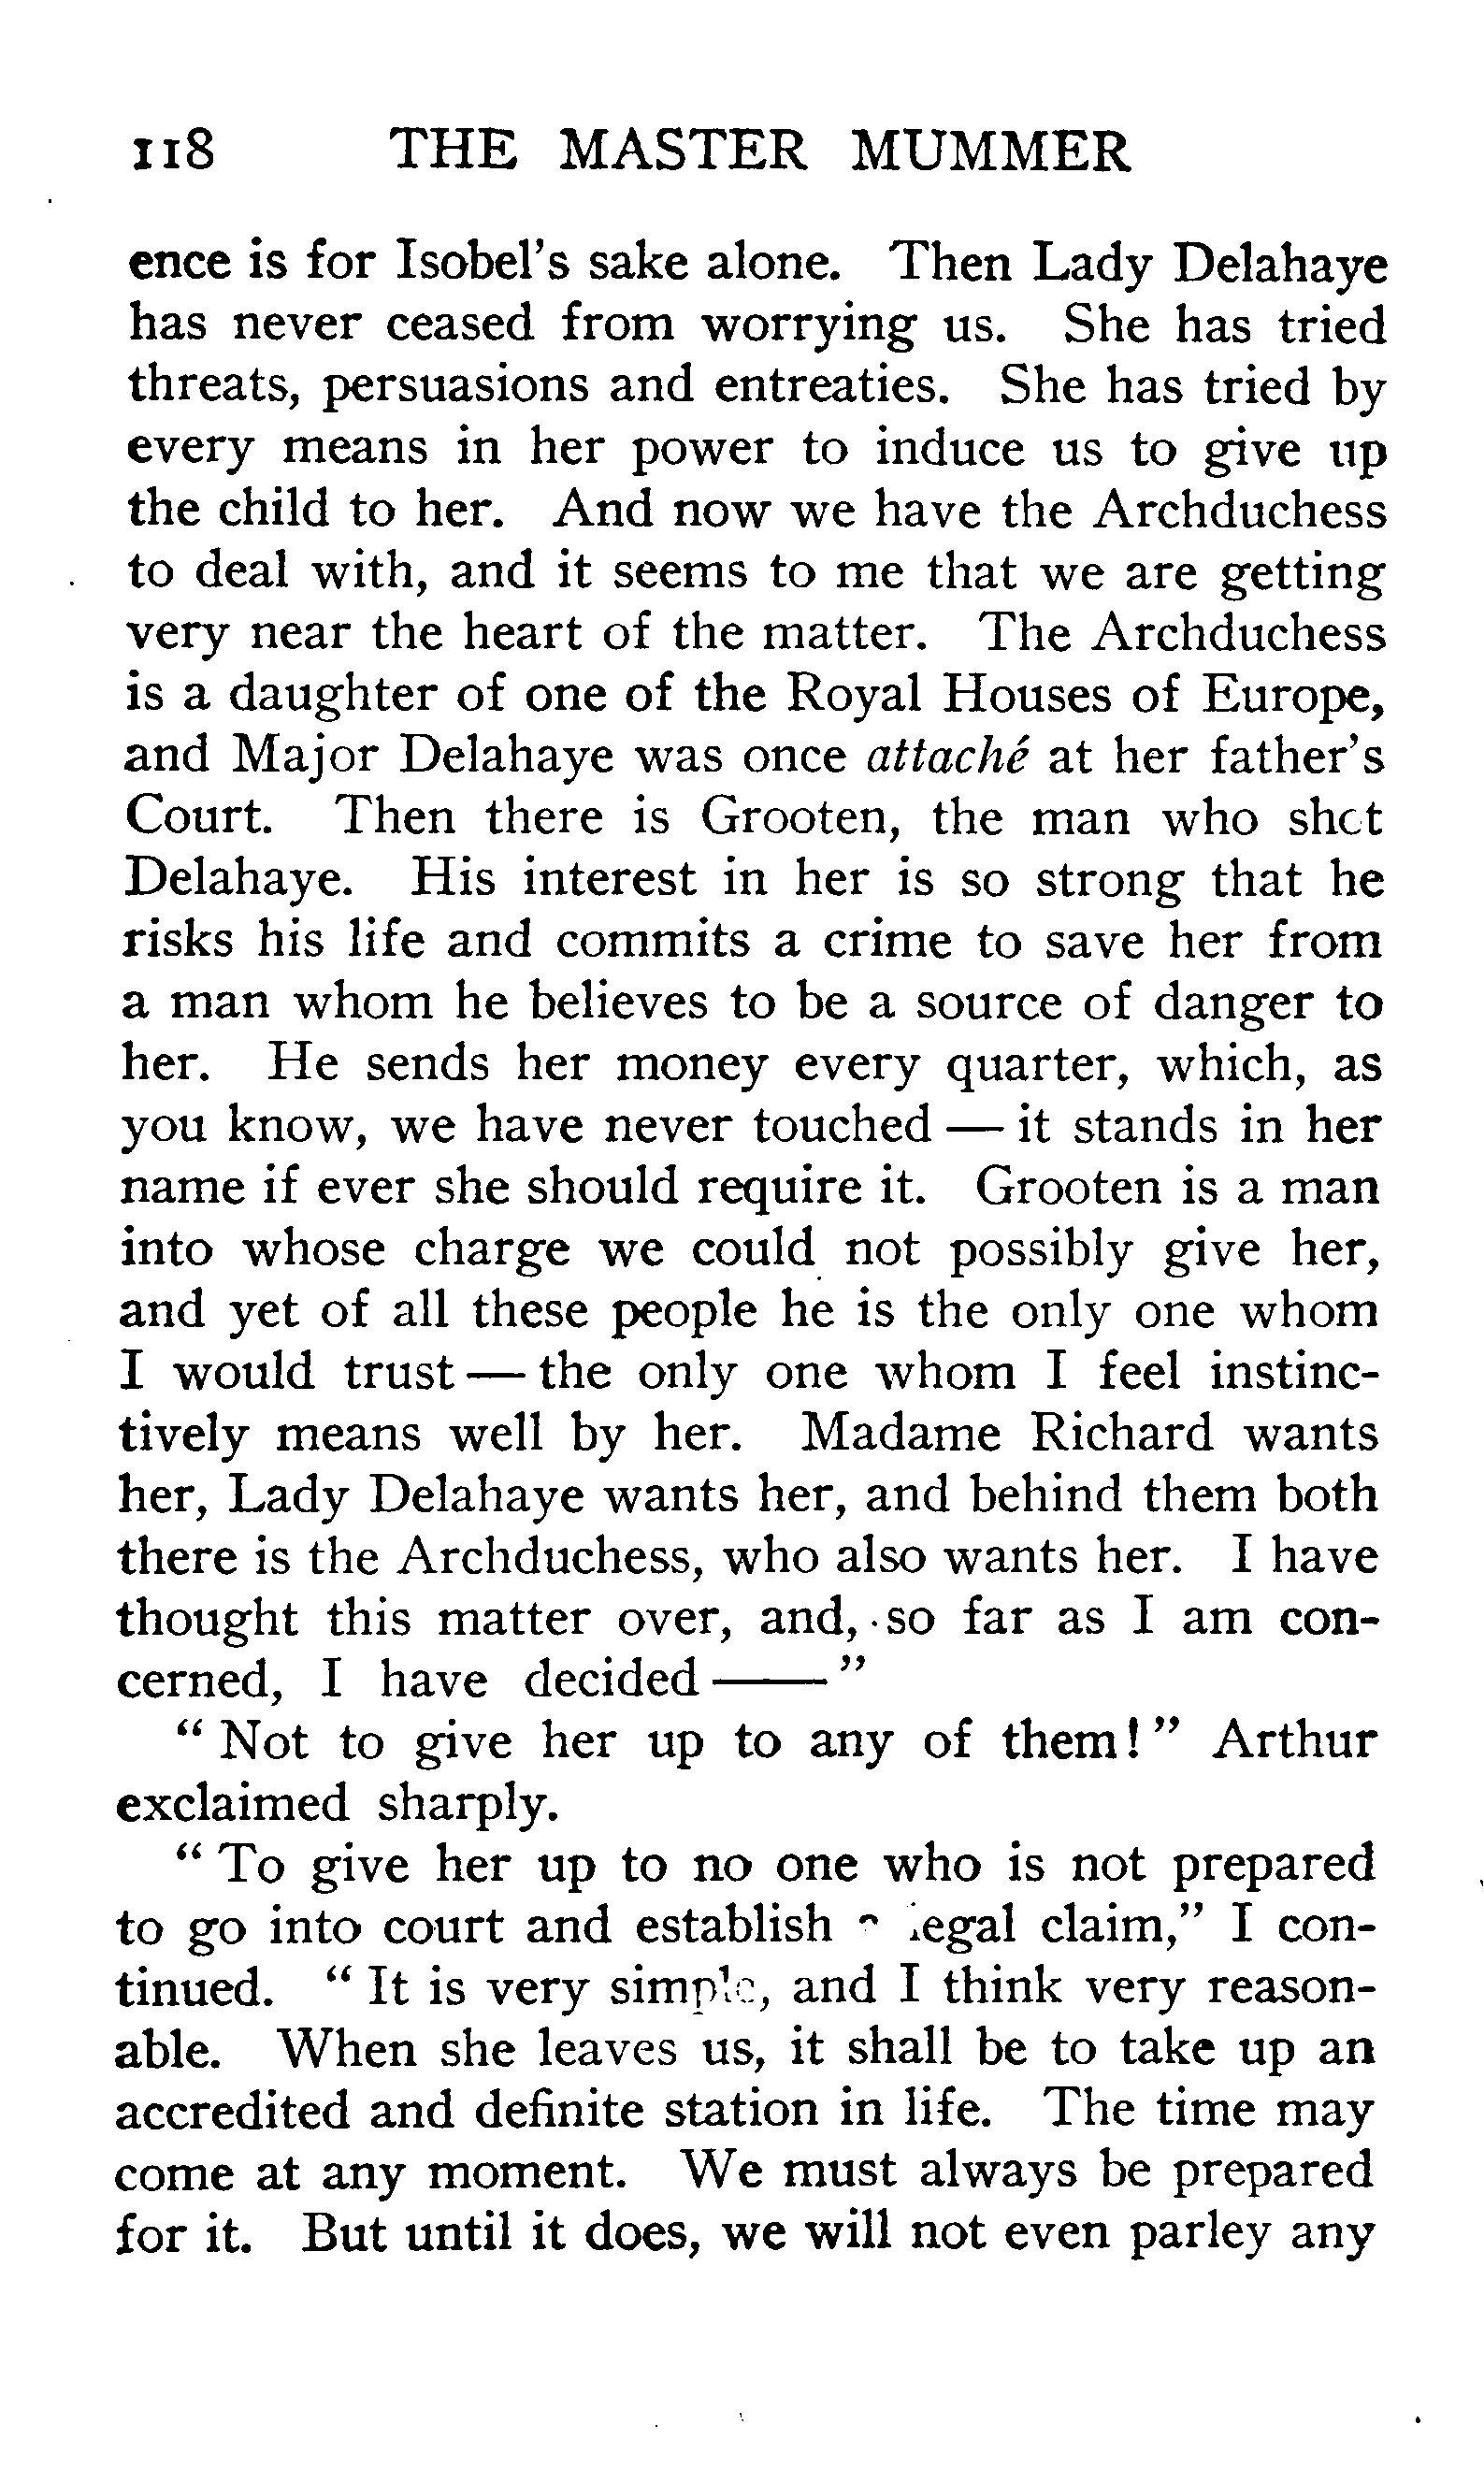 118 THE MASTER MUMMER
ence is for Isobel's sake alone. Then Lady Delahaye
has never ceased from worrying us. She has tried
threats, persuasions and entreaties. She has tried by
every means in her power to induce us to give up
the child to her. And now we have the Archduchess
to deal with, and it seems to me that we are getting
very near the heart of the matter. The Archduchess
is a daughter of one of the Royal Houses of Europe,
and Major Delahaye was once attaché at her father's
Court. Then there is Grooten, the man who shot
Delahaye. His interest in her is so strong that he
risks his life and commits a crime to save her from
a man whom he believes to be a source of danger to
her. He sends her money every quarter, which, as
you know, we have never touched — it stands in her
name if ever she should require it. Grooten is a man
into whose charge we could not possibly give her,
and yet of all these people he is the only one whom
I would trust — the only one whom I feel instinc-
tively means well by her. Madame Richard wants
her, Lady Delahaye wants her, and behind them both
there is the Archduchess, who also wants her. I have
thought this matter over, and, so far as I am con-
cerned, I have decided ——"
"Not to give her up to any of them!" Arthur
exclaimed sharply.
"To give her up to no one who is not prepared
to go into court and establish a legal claim," I con-
tinued. "It is very simple, and I think very reason-
able. When she leaves us, it shall be to take up an
accredited and definite station in life. The time may
come at any moment. We must always be prepared
for it. But until it does, we will not even parley any